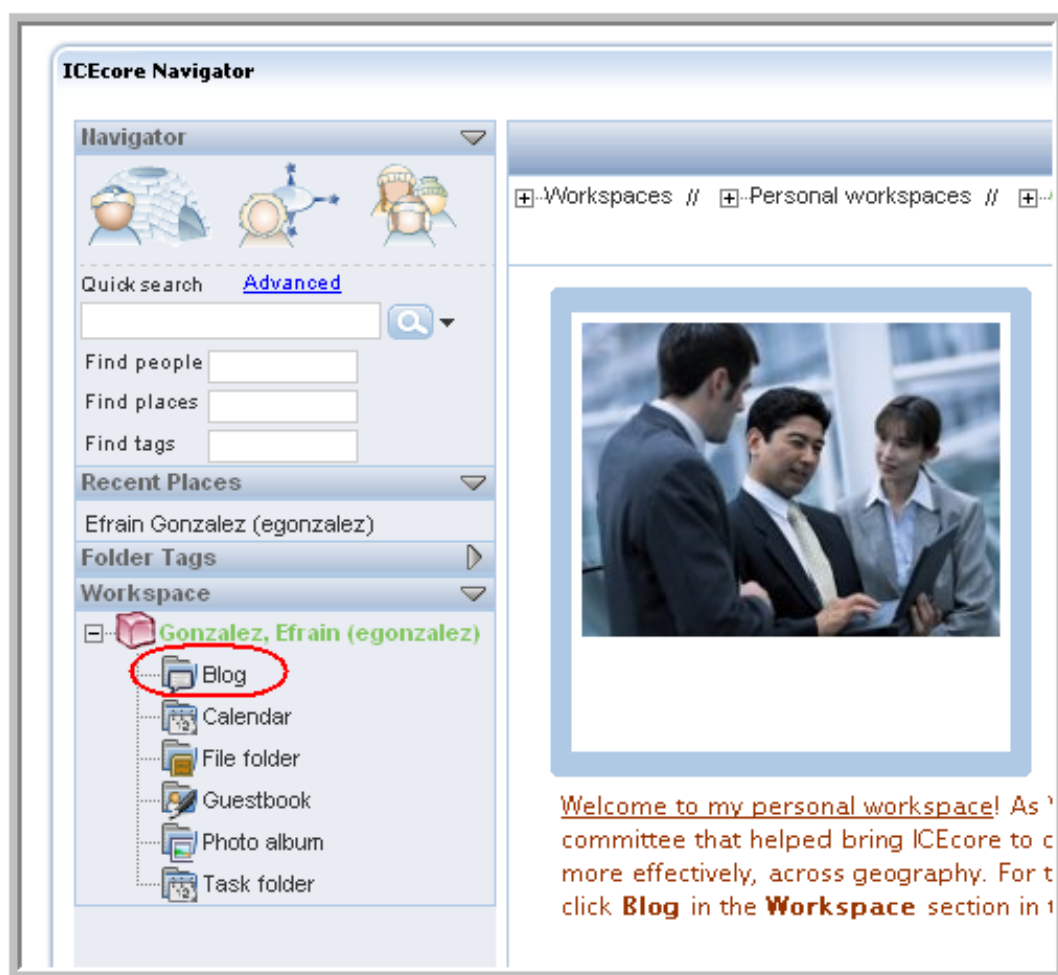 ICEcore Navigator
Navigator
Quick search Advanced
Find people
Find places
Find tags
Recent Places
Efrain Gonzalez (egonzalez)
Folder Tags
Workspace
Gonzalez, Efrain (egonzalez)
Blog
Calendar
File folder
Guestbook
Photo album
Task folder
Workspaces // Personal workspaces //
Welcome to my personal workspace! As
committee that helped bring ICEcore to
more effectively, across geography. For
click Blog in the Workspace section in